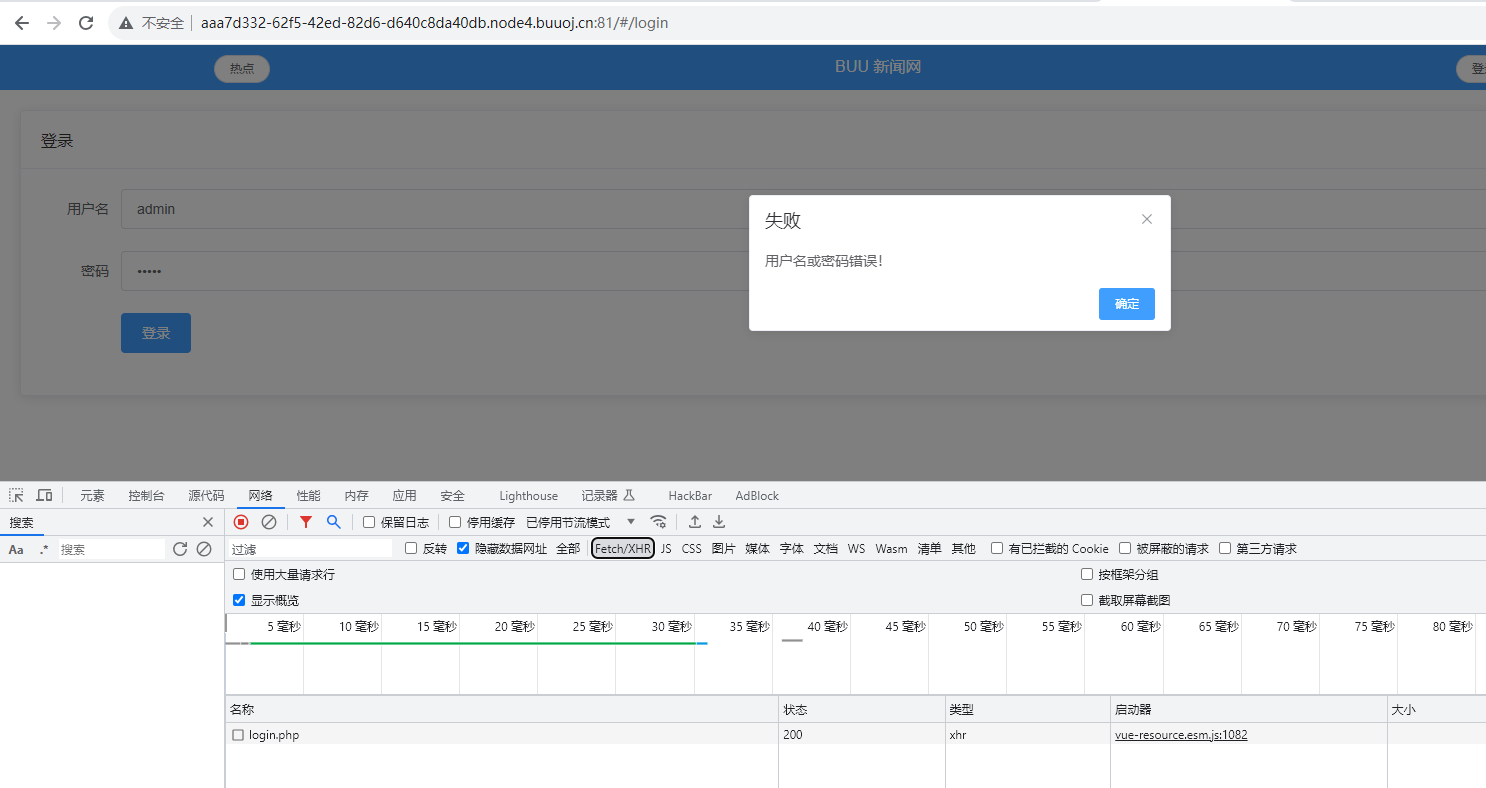 不安全 aaa7d332-62f5-42ed-82d6-d640c8da40db.node4.buuoj.cn:81/#/login
热点 BUU 新闻网 登
登录
用户名 admin
密码 •••••
登录
失败
用户名或密码错误!
确定
元素 控制台 源代码 网络 性能 内存 应用 安全 Lighthouse 记录器 HackBar AdBlock
搜索 保留日志 停用缓存 已停用节流模式
Aa .* 搜索 过滤 反转 隐藏数据网址 全部 Fetch/XHR JS CSS 图片 媒体 字体 文档 WS Wasm 清单 其他 有已拦截的 Cookie 被屏蔽的请求 第三方请求
使用大量请求行 按框架分组
显示概览 截取屏幕截图
5 毫秒 10 毫秒 15 毫秒 20 毫秒 25 毫秒 30 毫秒 35 毫秒 40 毫秒 45 毫秒 50 毫秒 55 毫秒 60 毫秒 65 毫秒 70 毫秒 75 毫秒 80 毫秒
名称 状态 类型 启动器 大小
login.php 200 xhr vue-resource.esm.js:1082